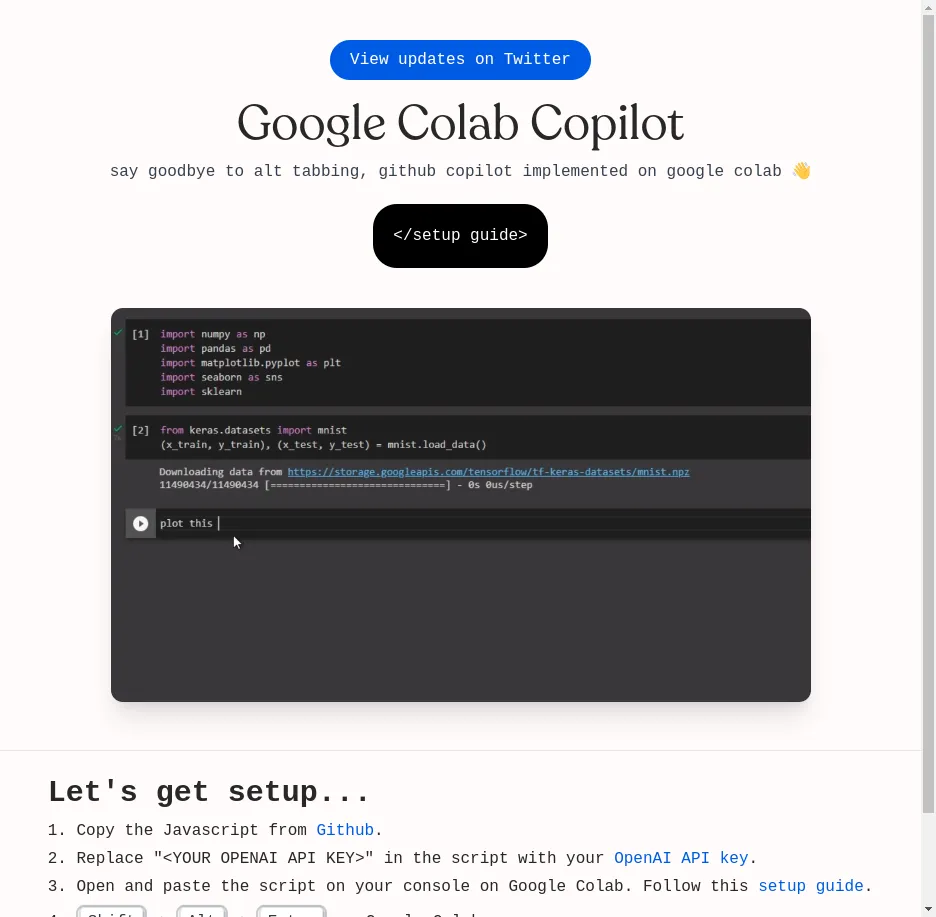 View updates on Twitter
Google Colab Copilot
say goodbye to alt tabbing, github copilot implemented on google colab 👋
</setup guide>
[1] import numpy as np
import pandas as pd
import matplotlib.pyplot as plt
import seaborn as sns
import sklearn
[2] from keras.datasets import mnist
(x_train, y_train), (x_test, y_test) = mnist.load_data()
Downloading data from https://storage.googleapis.com/tensorflow/tf-keras-datasets/mnist.npz
11490434/11490434 [==============================] - 0s 0us/step
plot this
Let's get setup...
1. Copy the Javascript from Github.
2. Replace "<YOUR OPENAI API KEY>" in the script with your OpenAI API key.
3. Open and paste the script on your console on Google Colab. Follow this setup guide.